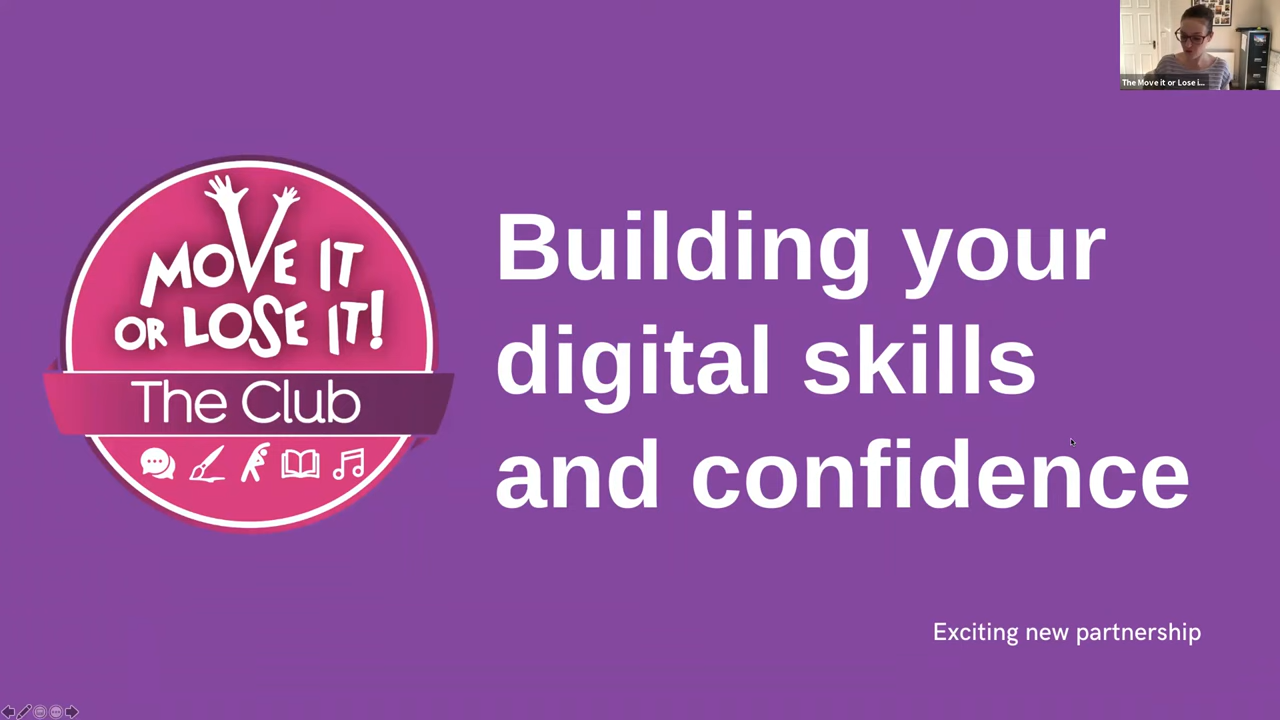 The Move it or Lose i...
MOVE IT
OR LOSE IT!
The Club
Building your
digital skills
and confidence
Exciting new partnership